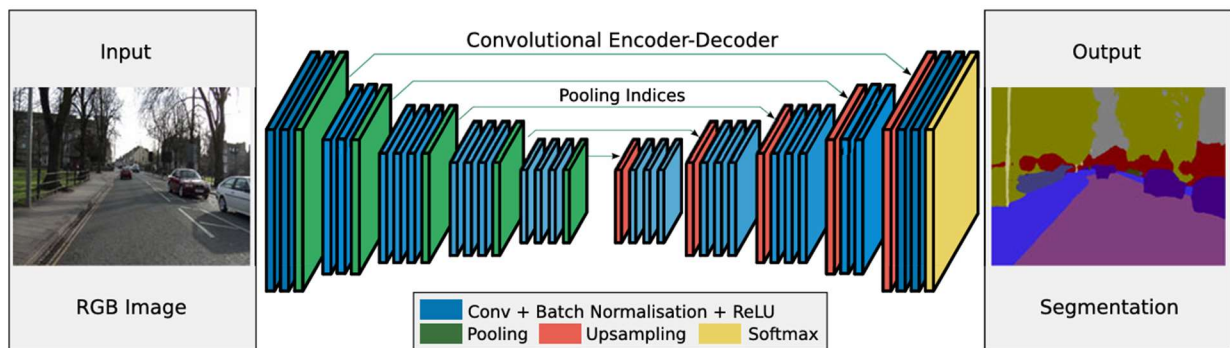 Input
RGB Image
Convolutional Encoder-Decoder
Pooling Indices
Conv + Batch Normalisation + ReLU
Pooling Upsampling Softmax
Output
Segmentation